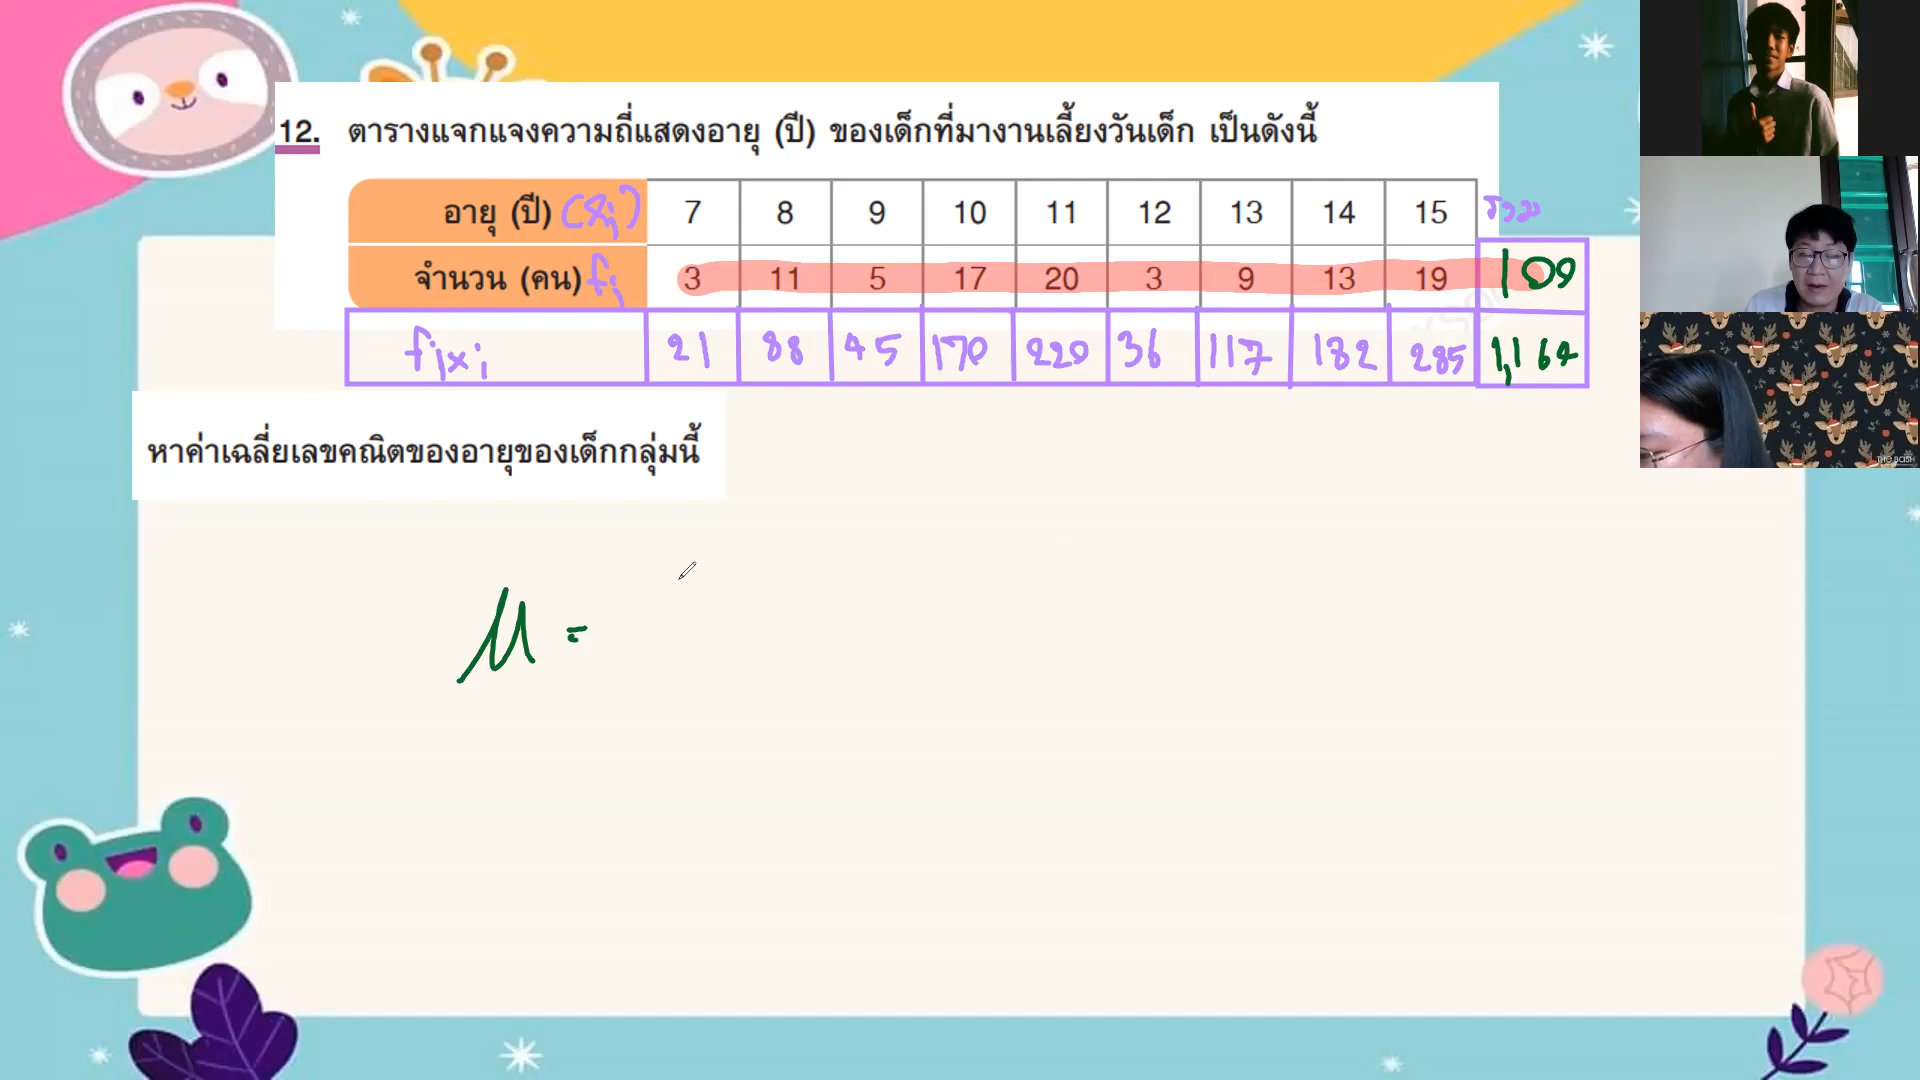 12. ตารางแจกแจงความถี่แสดงอายุ (ปี) ของเด็กที่มางานเลี้ยงวันเด็ก เป็นดังนี้
อายุ (ปี) (xᵢ) 7 8 9 10 11 12 13 14 15 รวม
จำนวน (คน) fᵢ 3 11 5 17 20 3 9 13 19 109
fᵢxᵢ 21 88 45 170 220 36 117 182 285 1,164
หาค่าเฉลี่ยเลขคณิตของอายุของเด็กกลุ่มนี้
μ =
THE BASH